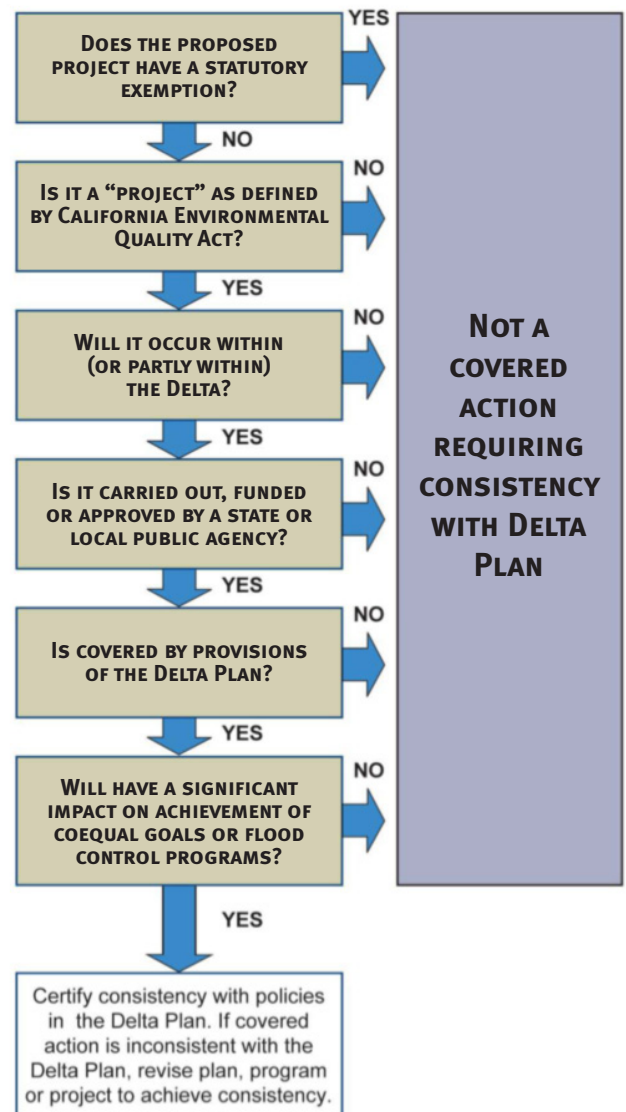 DOES THE PROPOSED
PROJECT HAVE A STATUTORY
EXEMPTION?
YES
NO
IS IT A “PROJECT” AS DEFINED
BY CALIFORNIA ENVIRONMENTAL
QUALITY ACT?
NO
YES
WILL IT OCCUR WITHIN
(OR PARTLY WITHIN)
THE DELTA?
NO
YES
IS IT CARRIED OUT, FUNDED
OR APPROVED BY A STATE OR
LOCAL PUBLIC AGENCY?
NO
YES
IS COVERED BY PROVISIONS
OF THE DELTA PLAN?
NO
YES
WILL HAVE A SIGNIFICANT
IMPACT ON ACHIEVEMENT OF
COEQUAL GOALS OR FLOOD
CONTROL PROGRAMS?
NO
YES
Certify consistency with policies
in the Delta Plan. If covered
action is inconsistent with the
Delta Plan, revise plan, program
or project to achieve consistency.
NOT A
COVERED
ACTION
REQUIRING
CONSISTENCY
WITH DELTA
PLAN